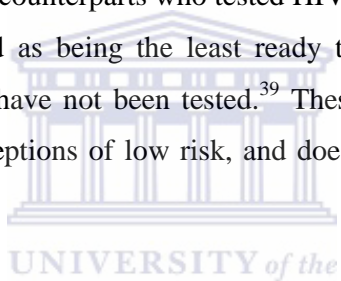 counterparts who tested HIV
d as being the least ready t
have not been tested.39 Thes
eptions of low risk, and doe
UNIVERSITY of the